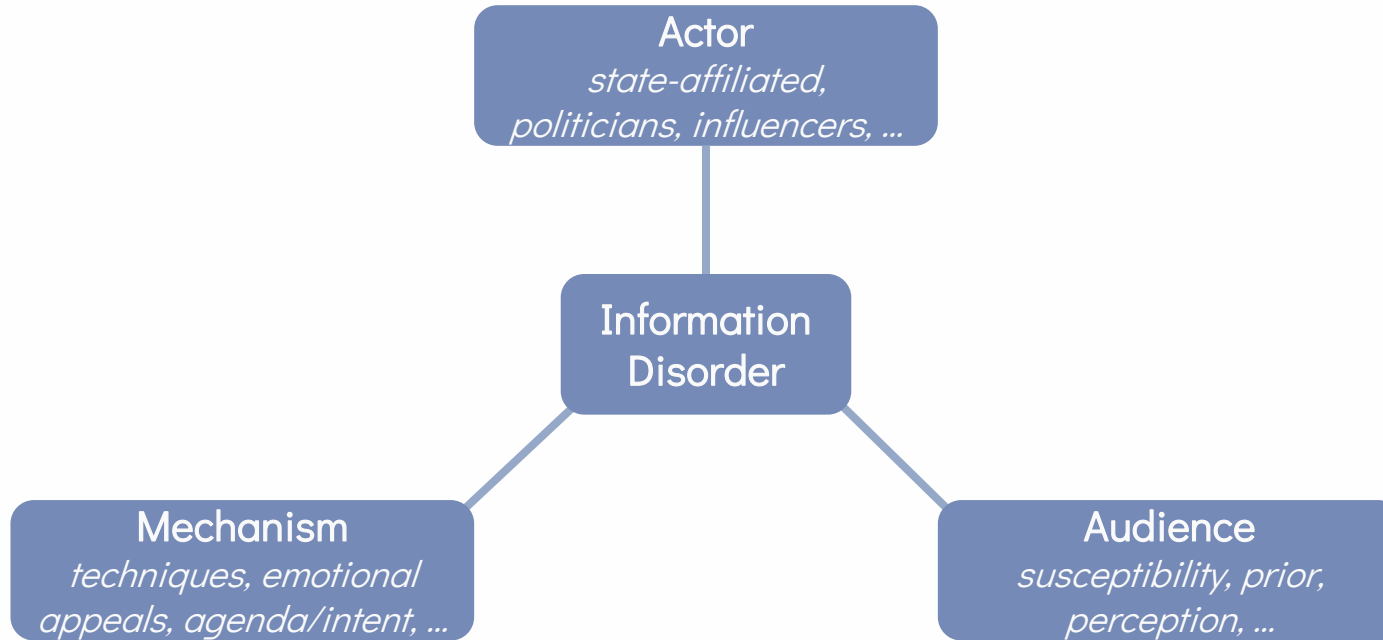 Actor
state-affiliated,
politicians, influencers, ...
Information
Disorder
Mechanism
techniques, emotional
appeals, agenda/intent, ...
Audience
susceptibility, prior,
perception, ...